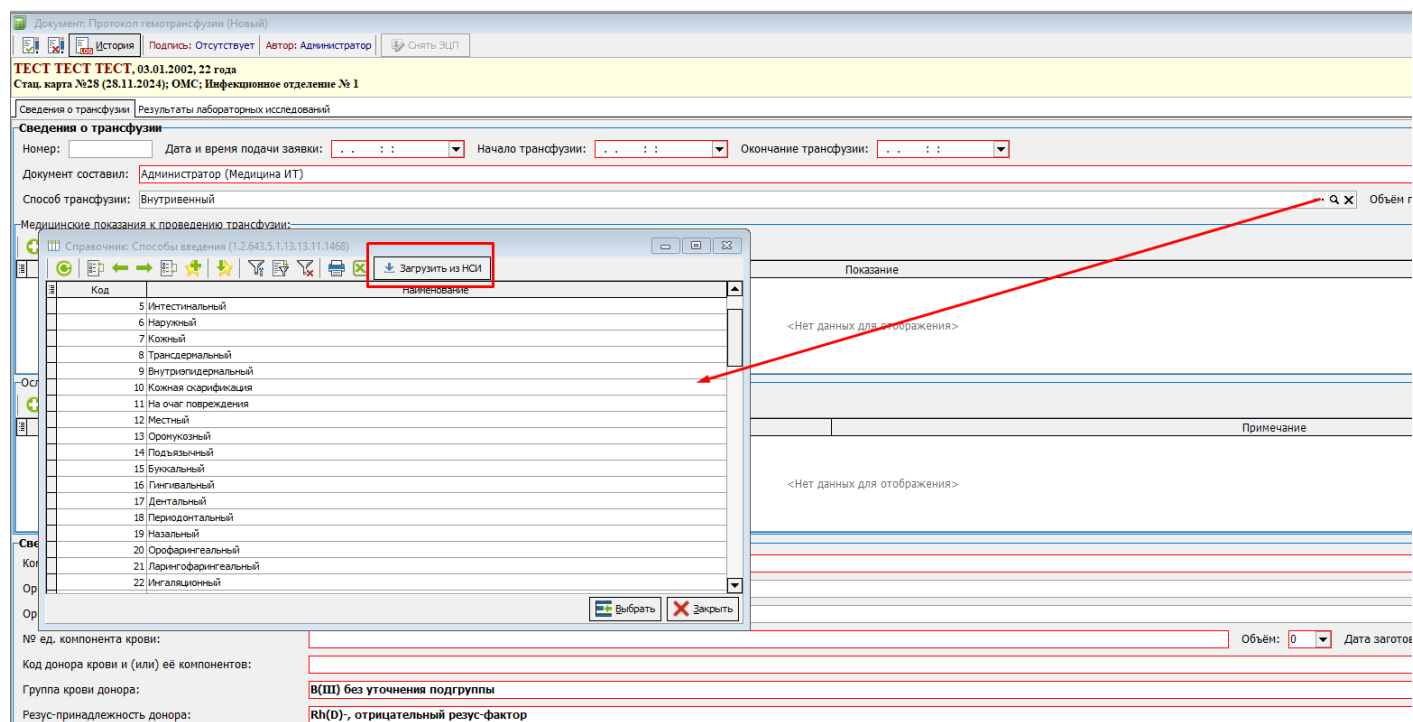 Документ: Протокол гемотрансфузии (Новый)
История Подпись: Отсутствует Автор: Администратор Снять ЭЦП
ТЕСТ ТЕСТ ТЕСТ, 03.01.2002, 22 года
Стац. карта №28 (28.11.2024); ОМС; Инфекционное отделение № 1
Сведения о трансфузии Результаты лабораторных исследований
Сведения о трансфузии
Номер: Дата и время подачи заявки: . . : : Начало трансфузии: . . : : Окончание трансфузии: . . : :
Документ составил: Администратор (Медицина ИТ)
Способ трансфузии: Внутривенный Объём
Медицинские показания к проведению трансфузии:
Справочник: Способы введения (1.2.643.5.1.13.13.11.1468)
Загрузить из НСИ
Показание
Код Наименование
5 Интестинальный
6 Наружный
<Нет данных для отображения>
7 Кожный
8 Трансдермальный
9 Внутриэпидермальный
10 Кожная скарификация
11 На очаг повреждения
12 Местный
Примечание
13 Оромукозный
14 Подъязычный
15 Буккальный
16 Гингивальный
<Нет данных для отображения>
17 Дентальный
18 Периодонтальный
19 Назальный
20 Орофарингеальный
21 Ларингофарингеальный
22 Ингаляционный
Выбрать Закрыть
№ ед. компонента крови: Объём: 0 Дата загото
Код донора крови и (или) её компонентов:
Группа крови донора: B(III) без уточнения подгруппы
Резус-принадлежность донора: Rh(D)-, отрицательный резус-фактор